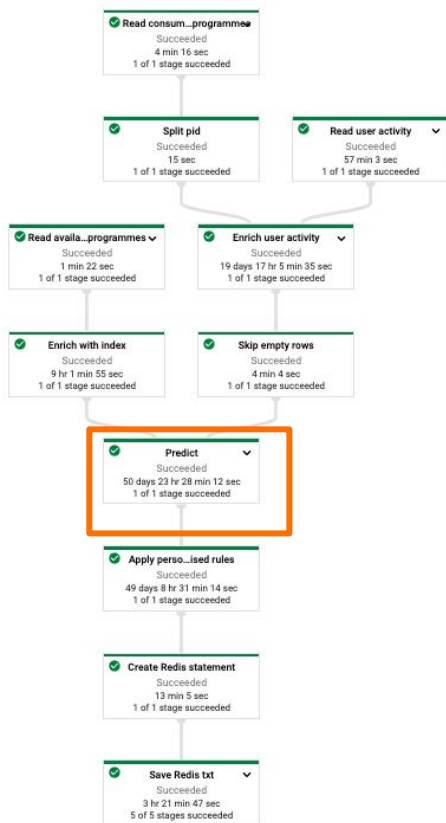 Read consum...programmes
Succeeded
4 min 16 sec
1 of 1 stage succeeded
Split pid
Succeeded
15 sec
1 of 1 stage succeeded
Read user activity
Succeeded
57 min 3 sec
1 of 1 stage succeeded
Read availa...programmes
Succeeded
1 min 22 sec
1 of 1 stage succeeded
Enrich user activity
Succeeded
19 days 17 hr 5 min 35 sec
1 of 1 stage succeeded
Enrich with index
Succeeded
9 hr 1 min 55 sec
1 of 1 stage succeeded
Skip empty rows
Succeeded
4 min 4 sec
1 of 1 stage succeeded
Predict
Succeeded
50 days 23 hr 28 min 12 sec
1 of 1 stage succeeded
Apply perso...ised rules
Succeeded
49 days 8 hr 31 min 14 sec
1 of 1 stage succeeded
Create Redis statement
Succeeded
13 min 5 sec
1 of 1 stage succeeded
Save Redis txt
Succeeded
3 hr 21 min 47 sec
5 of 5 stages succeeded